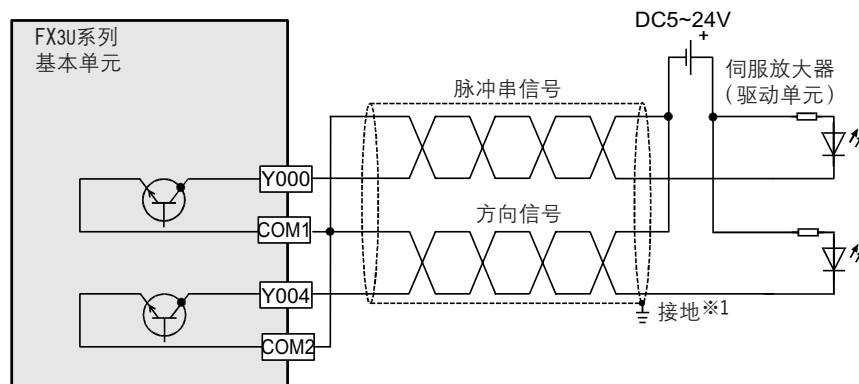 DC5~24V
+
FX3U系列
基本单元
脉冲串信号
伺服放大器
(驱动单元)
Y000
COM1
方向信号
Y004
COM2
接地※1